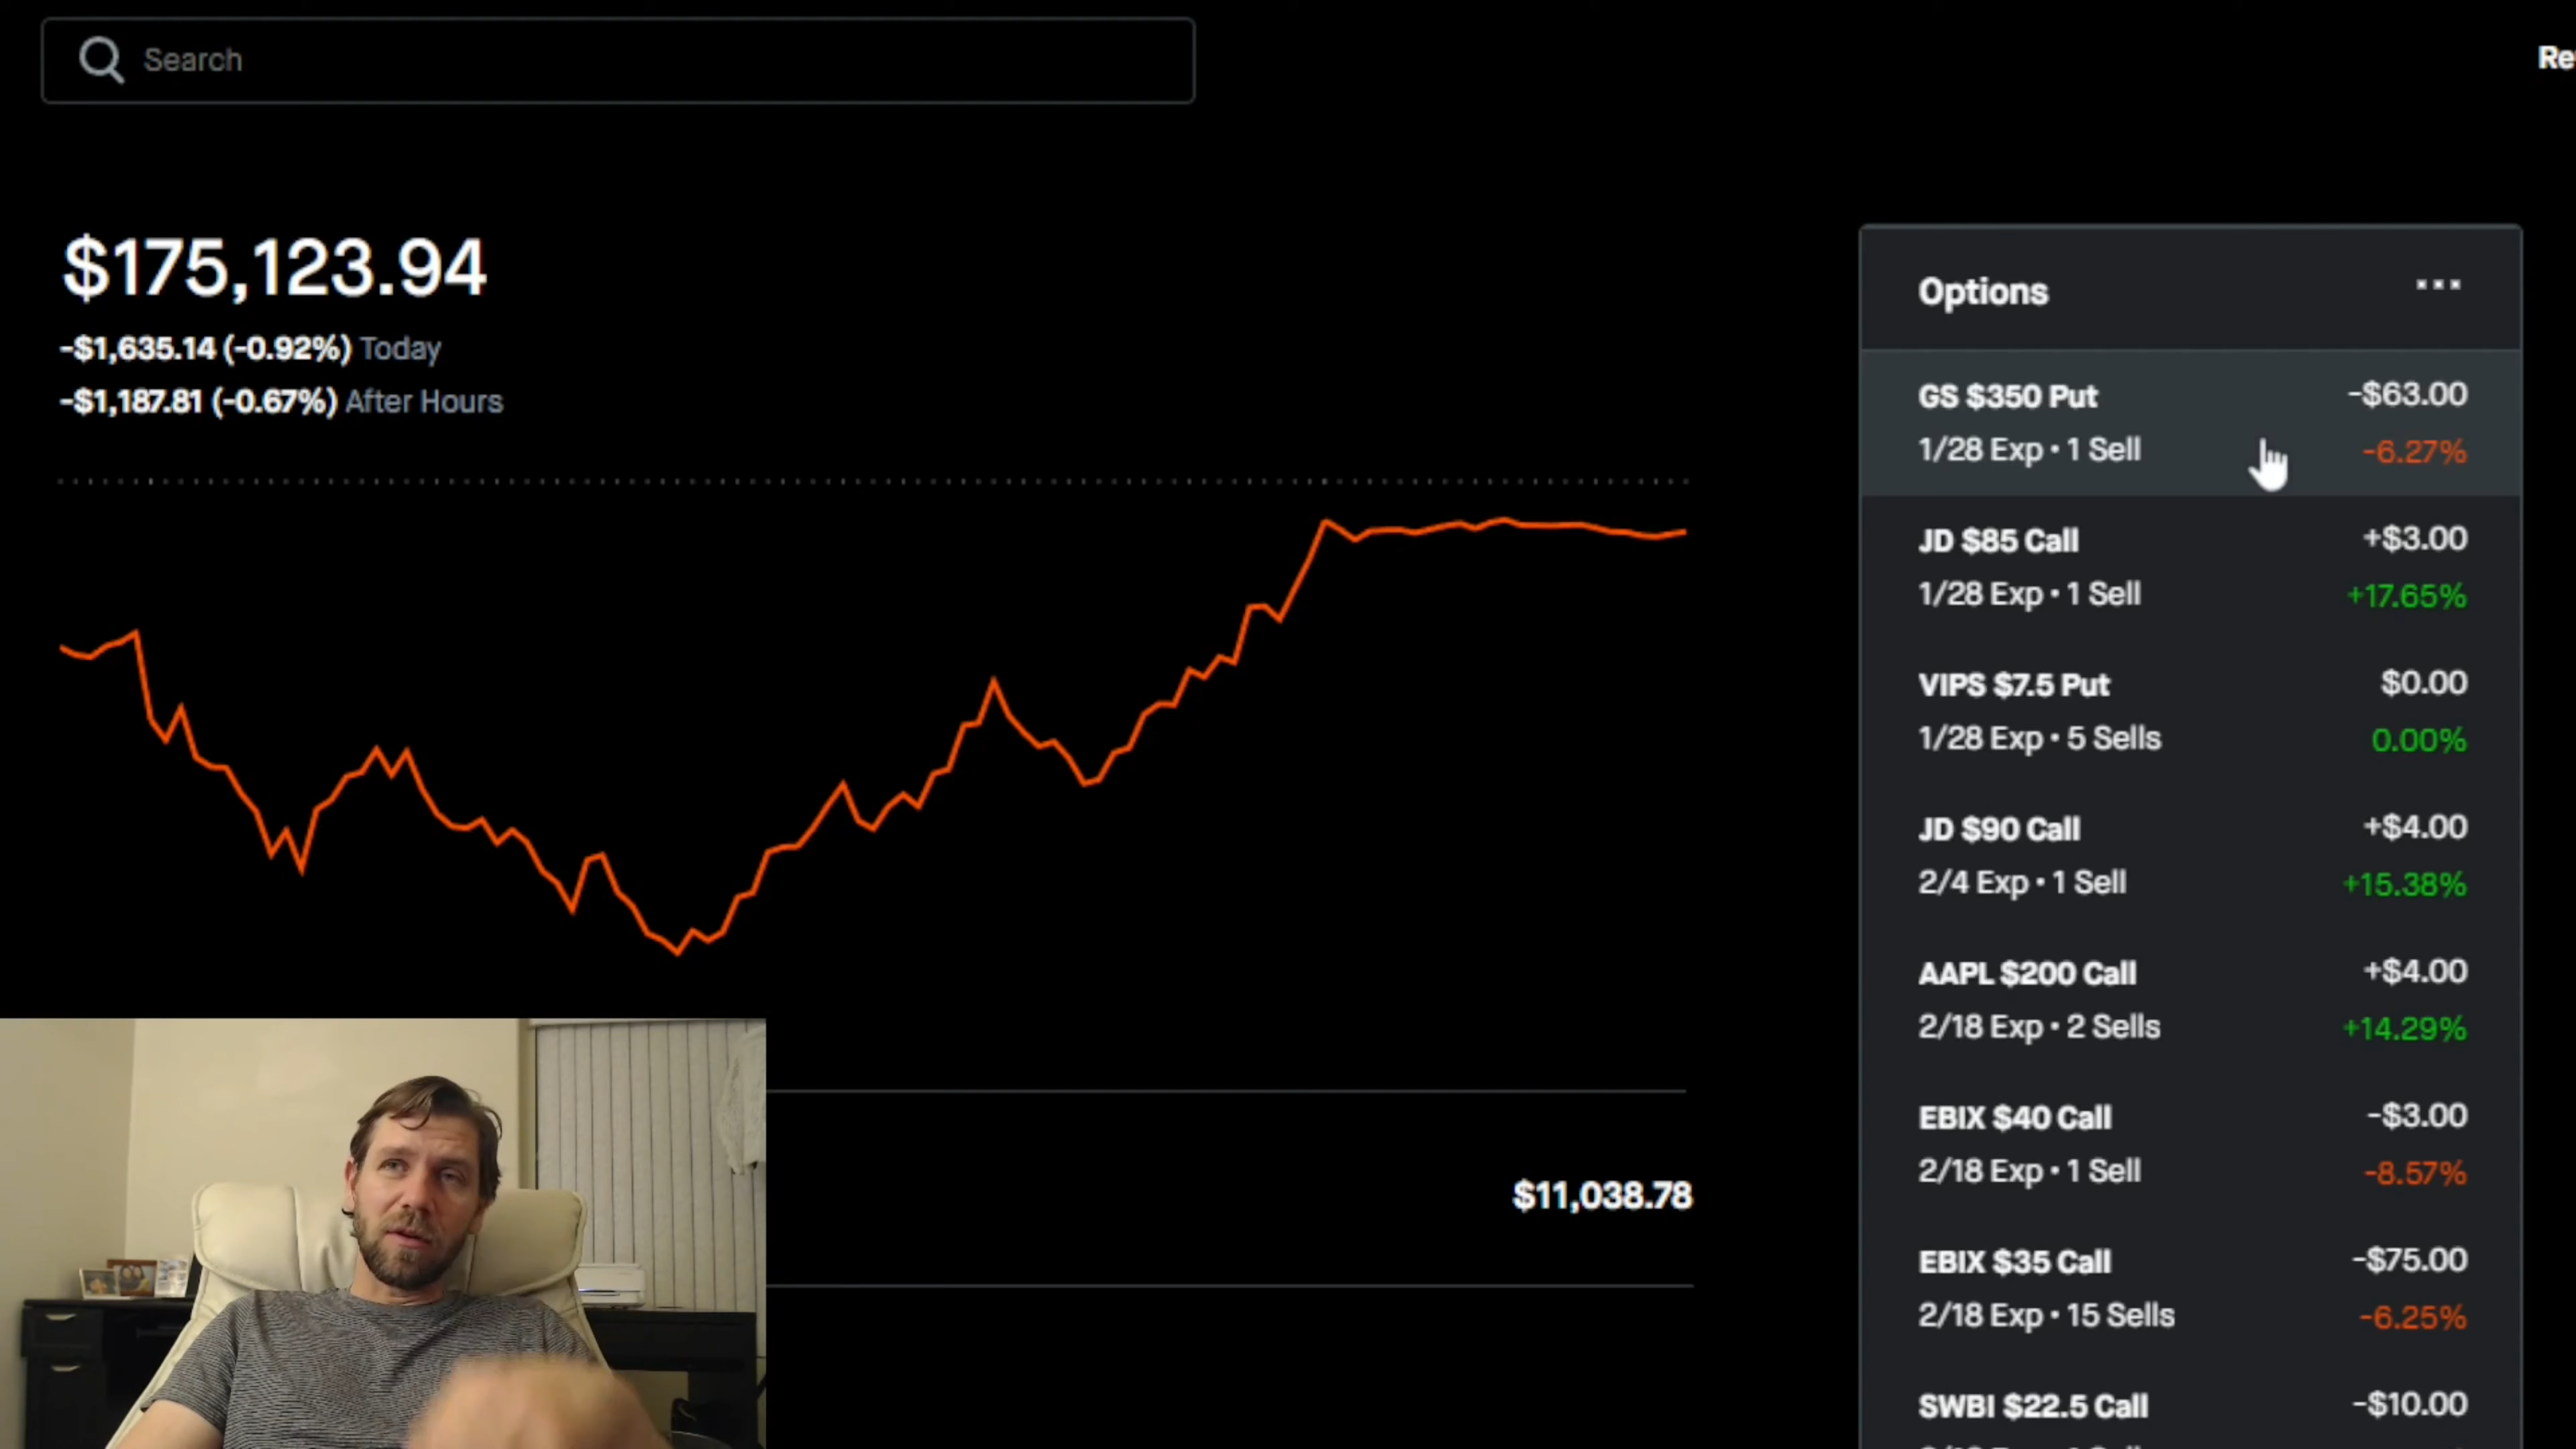 Search
Re
$175,123.94
-$1,635.14 (-0.92%) Today
-$1,187.81 (-0.67%) After Hours
$11,038.78
Options
GS $350 Put -$63.00
1/28 Exp • 1 Sell -6.27%
JD $85 Call +$3.00
1/28 Exp • 1 Sell +17.65%
VIPS $7.5 Put $0.00
1/28 Exp • 5 Sells 0.00%
JD $90 Call +$4.00
2/4 Exp • 1 Sell +15.38%
AAPL $200 Call +$4.00
2/18 Exp • 2 Sells +14.29%
EBIX $40 Call -$3.00
2/18 Exp • 1 Sell -8.57%
EBIX $35 Call -$75.00
2/18 Exp • 15 Sells -6.25%
SWBI $22.5 Call -$10.00